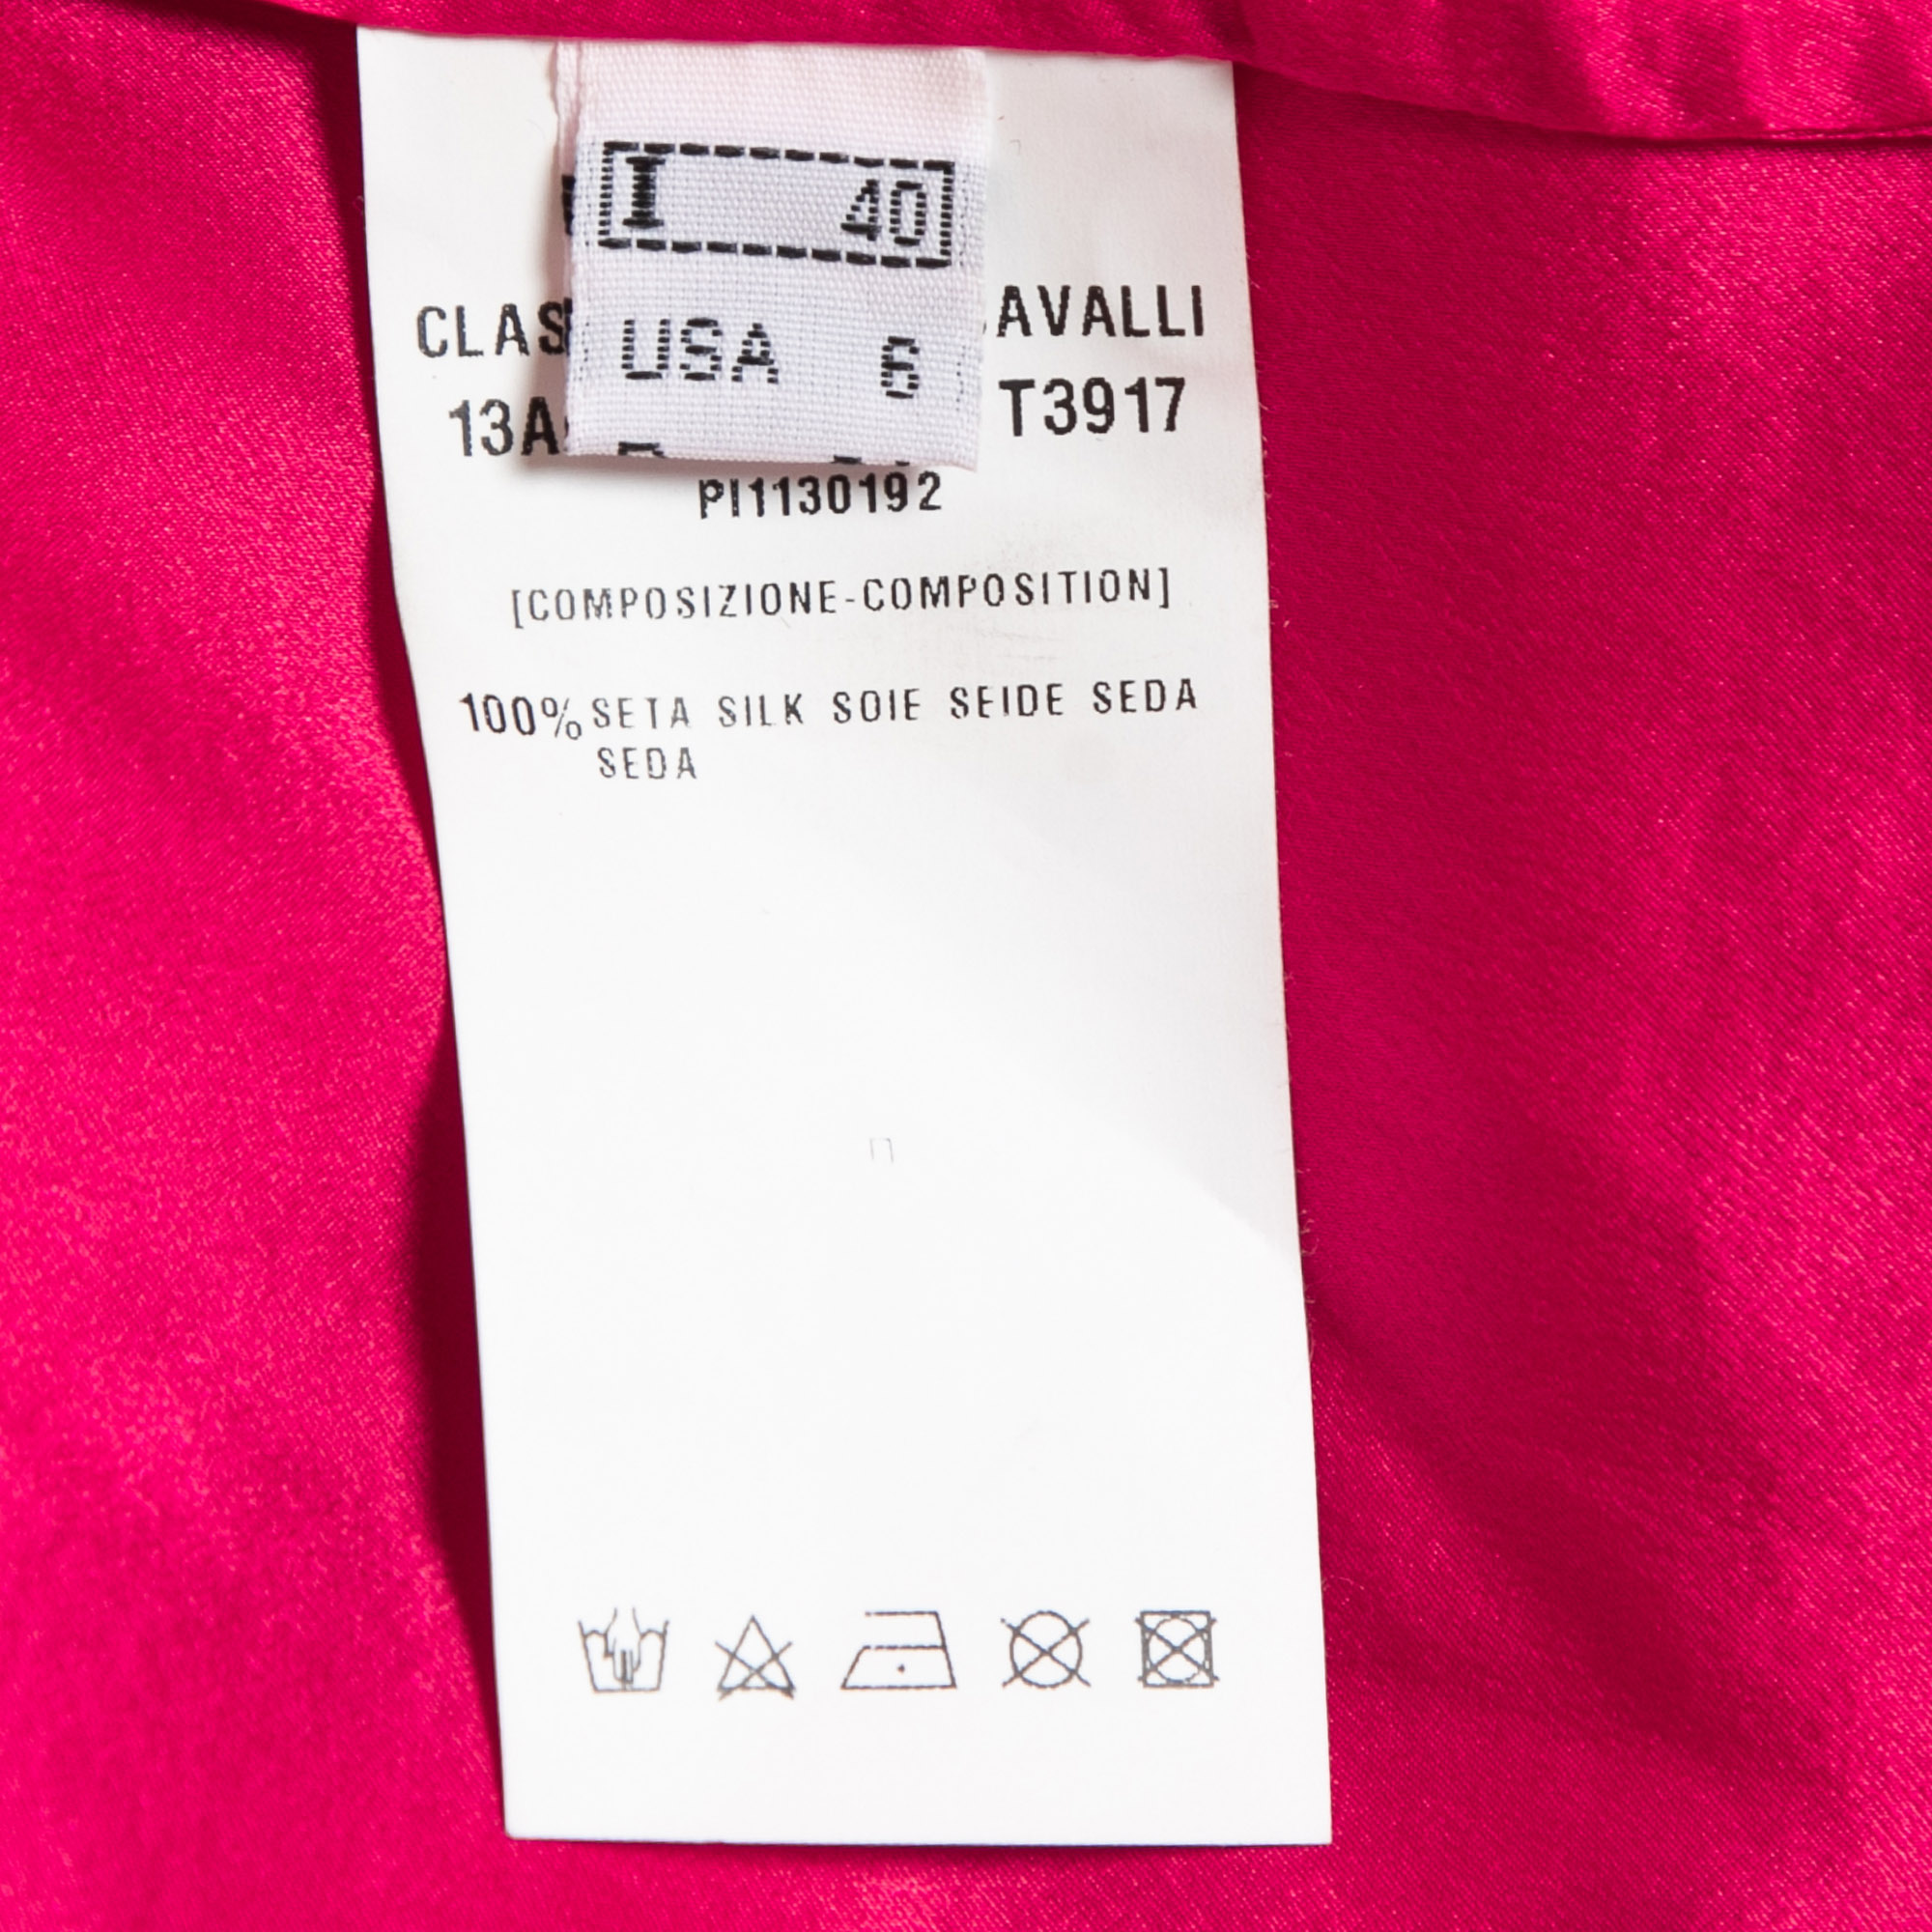 I 40
USA 6
CLAS AVALLI
13A T3917
PI1130192
[COMPOSIZIONE-COMPOSITION]
100% SETA SILK SOIE SEIDE SEDA
SEDA